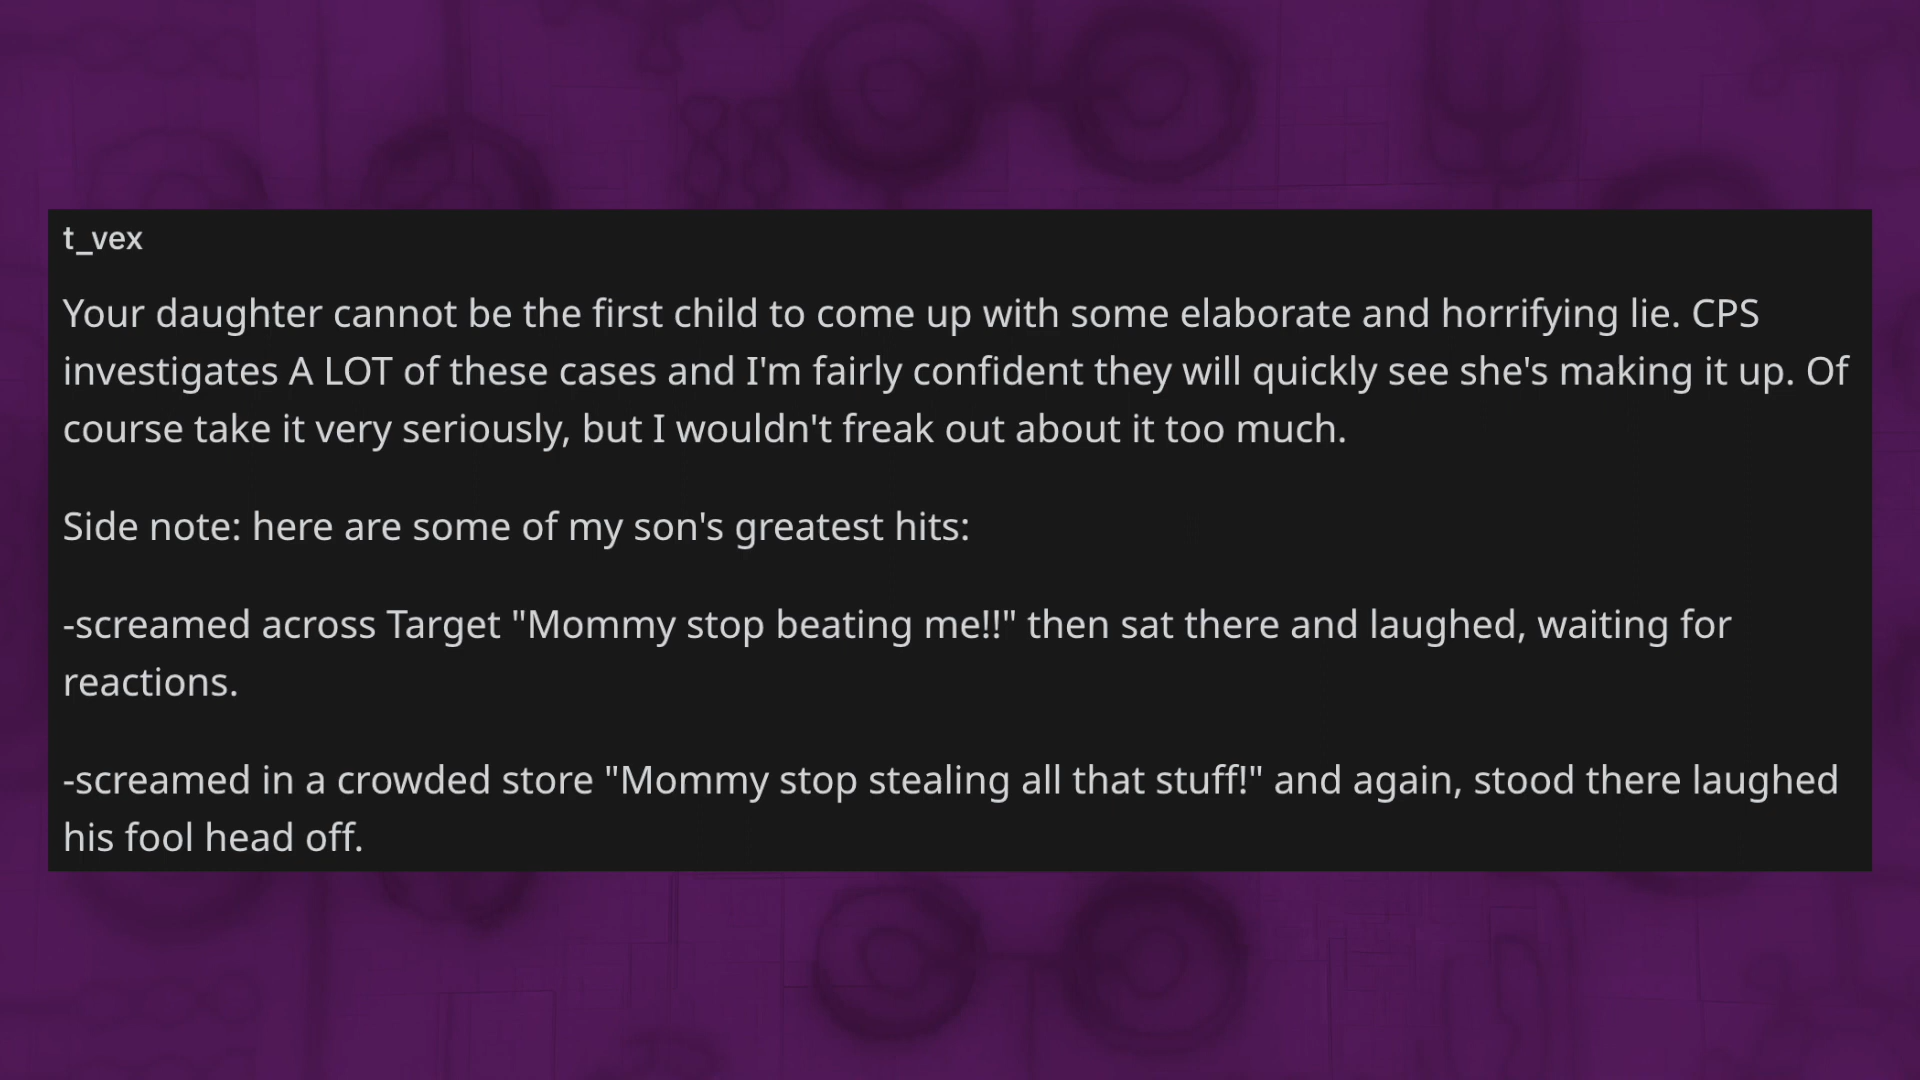 t_vex
Your daughter cannot be the first child to come up with some elaborate and horrifying lie. CPS
investigates A LOT of these cases and I'm fairly confident they will quickly see she's making it up. Of
course take it very seriously, but I wouldn't freak out about it too much.
Side note: here are some of my son's greatest hits:
-screamed across Target "Mommy stop beating me!!" then sat there and laughed, waiting for
reactions.
-screamed in a crowded store "Mommy stop stealing all that stuff!" and again, stood there laughed
his fool head off.